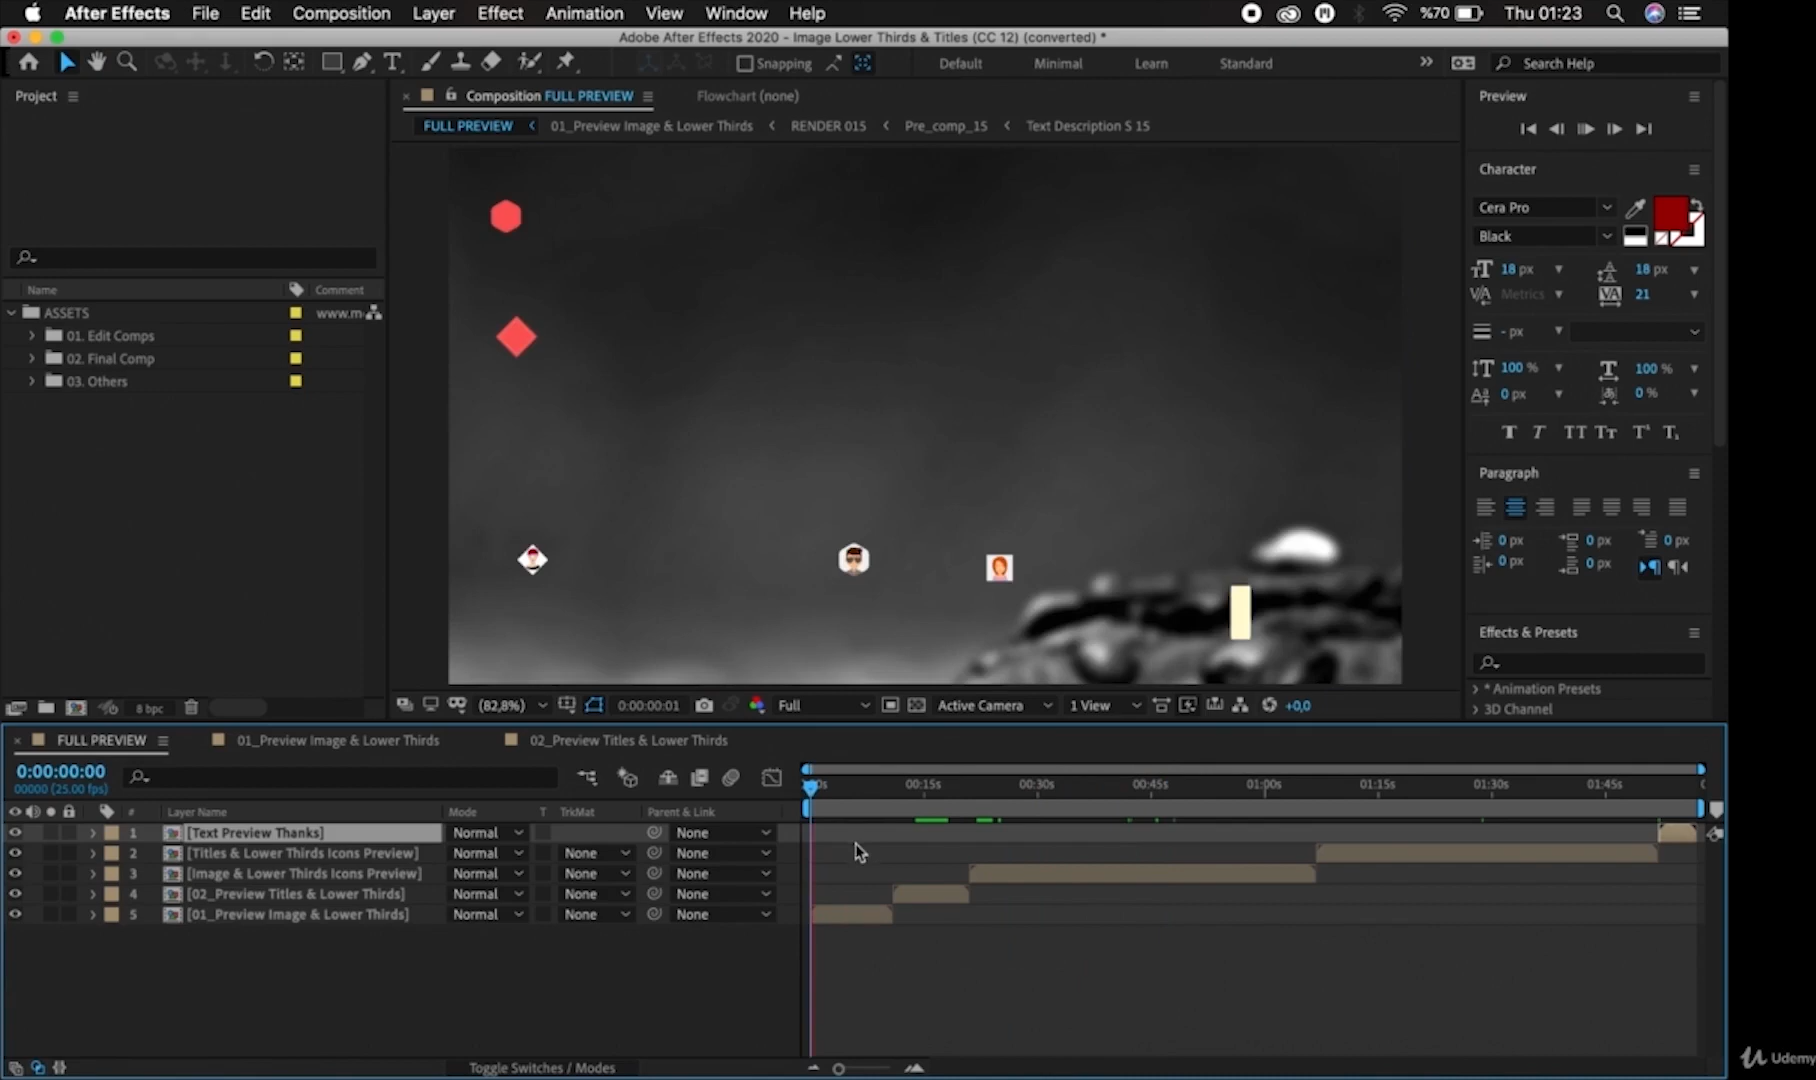 After Effects File Edit Composition Layer Effect Animation View Window Help %70 Thu 01:23
Adobe After Effects 2020 - Image Lower Thirds & Titles (CC 12) (converted) *
Snapping Default Minimal Learn Standard Search Help
Project
Composition FULL PREVIEW Flowchart (none)
FULL PREVIEW 01_Preview Image & Lower Thirds RENDER 015 Pre_comp_15 Text Description S 15
Name Comment
ASSETS www.m
01. Edit Comps
02. Final Comp
03. Others
8 bpc
(82,8%) 0:00:00:01 Full Active Camera 1 View +0,0
Preview
Character
Cera Pro
Black
18 px 18 px
Metrics 21
- px
100 % 100 %
0 px 0 %
T T TT Tt
Paragraph
0 px 0 px 0 px
0 px 0 px
Effects & Presets
* Animation Presets
3D Channel
FULL PREVIEW 01_Preview Image & Lower Thirds 02_Preview Titles & Lower Thirds
0:00:00:00
00000 (25.00 fps)
00:15s 00:30s 00:45s 01:00s 01:15s 01:30s 01:45s
# Layer Name Mode T TrkMat Parent & Link
1 [Text Preview Thanks] Normal None
2 [Titles & Lower Thirds Icons Preview] Normal None None
3 [Image & Lower Thirds Icons Preview] Normal None None
4 [02_Preview Titles & Lower Thirds] Normal None None
5 [01_Preview Image & Lower Thirds] Normal None None
Toggle Switches / Modes
Udemy